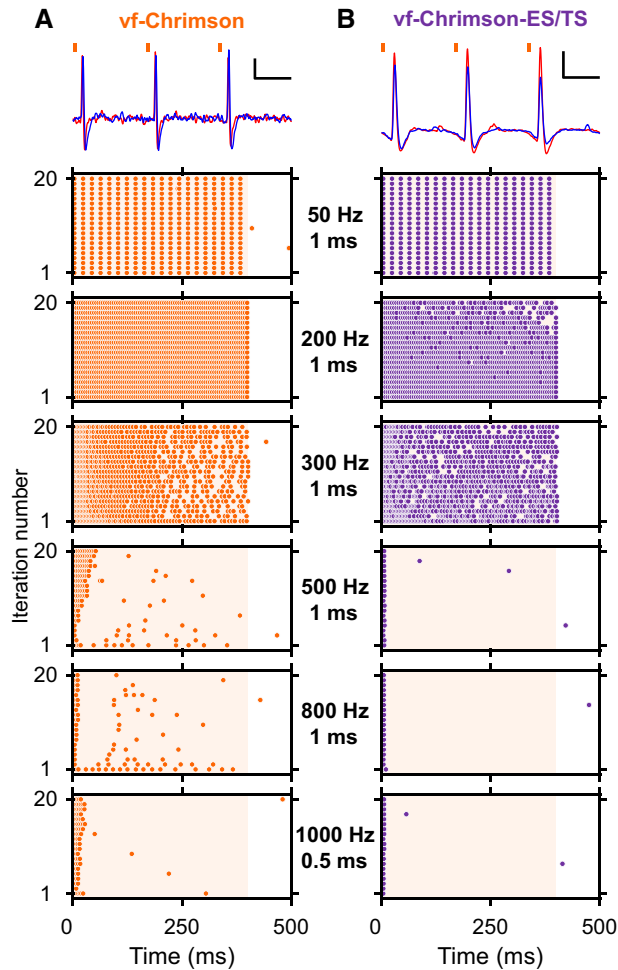 A vf-Chrimson
B vf-Chrimson-ES/TS
Iteration number
20
1
50 Hz
1 ms
20
1
200 Hz
1 ms
20
1
300 Hz
1 ms
20
1
500 Hz
1 ms
20
1
800 Hz
1 ms
20
1
1000 Hz
0.5 ms
0 250 500
0 250 500
Time (ms)
Time (ms)